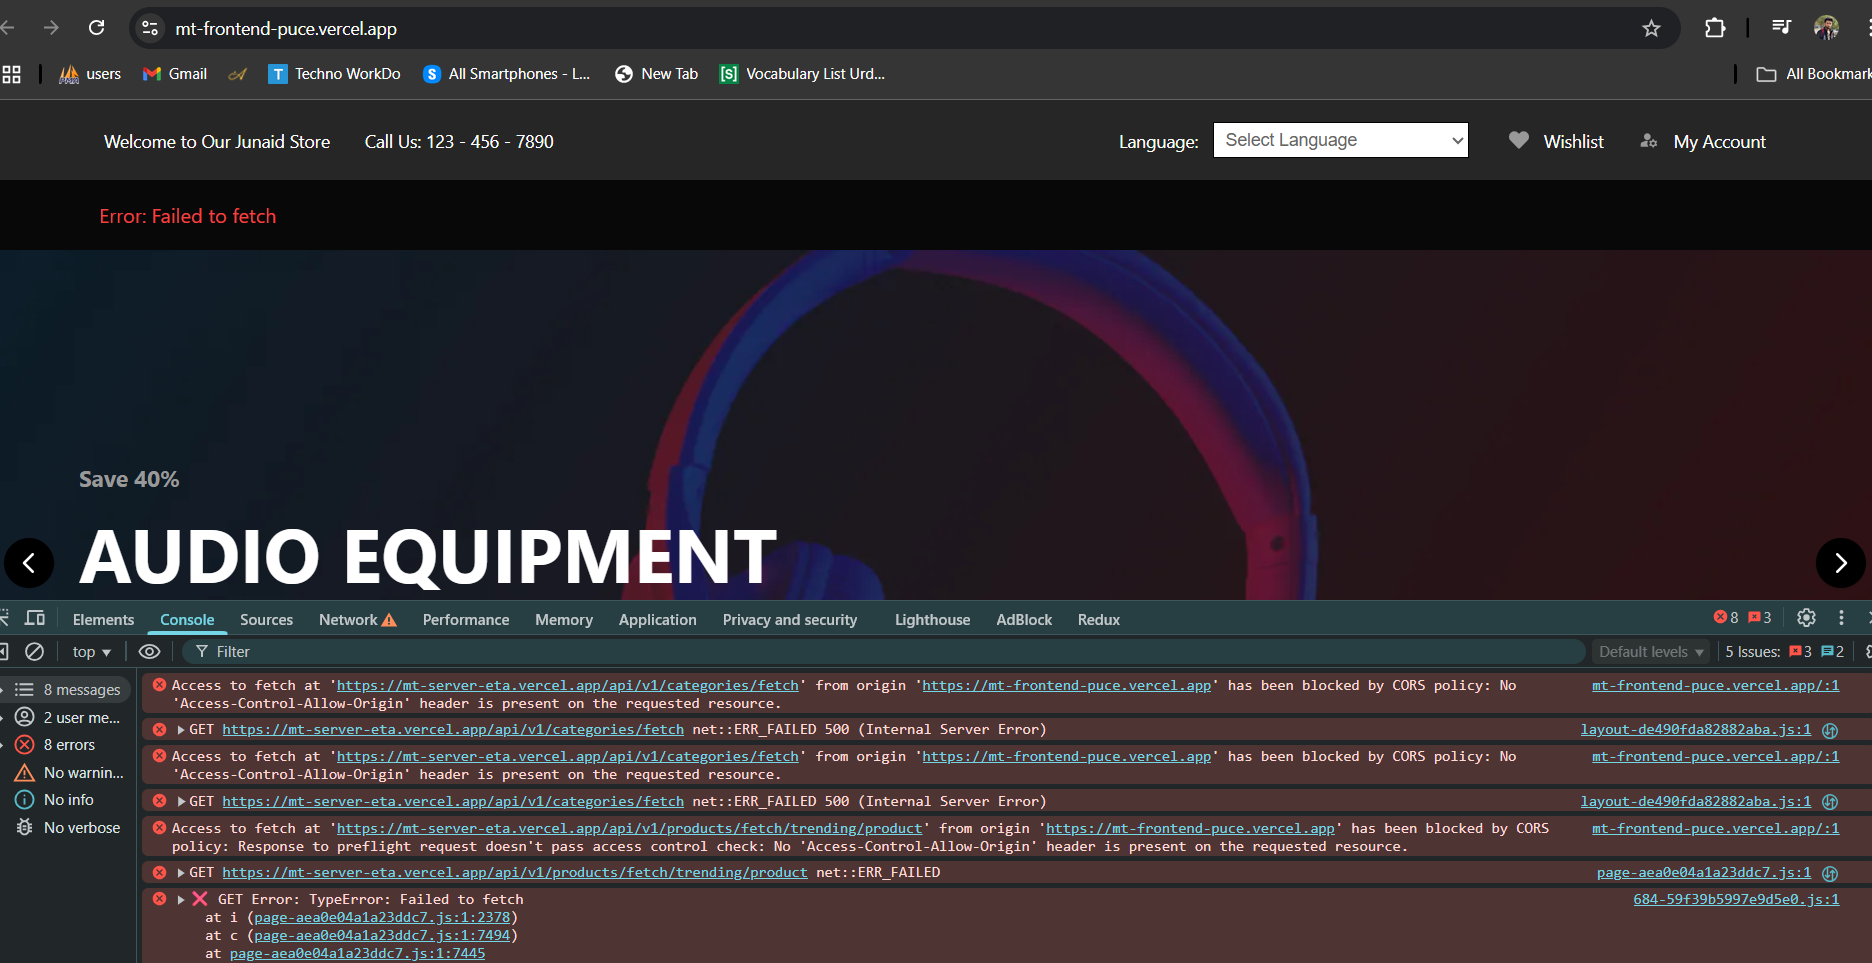 mt-frontend-puce.vercel.app
users
Gmail
T Techno WorkDo
S All Smartphones - L...
New Tab
[S] Vocabulary List Urd...
All Bookmark
Welcome to Our Junaid Store
Call Us: 123 - 456 - 7890
Language:
Select Language
Wishlist
My Account
Error: Failed to fetch
Save 40%
AUDIO EQUIPMENT
Elements
Console
Sources
Network
Performance
Memory
Application
Privacy and security
Lighthouse
AdBlock
Redux
8
3
top
Filter
Default levels
5 Issues: 3 2
8 messages
2 user me...
8 errors
No warnin...
No info
No verbose
Access to fetch at 'https://mt-server-eta.vercel.app/api/v1/categories/fetch' from origin 'https://mt-frontend-puce.vercel.app' has been blocked by CORS policy: No mt-frontend-puce.vercel.app/:1
'Access-Control-Allow-Origin' header is present on the requested resource.
GET https://mt-server-eta.vercel.app/api/v1/categories/fetch net::ERR_FAILED 500 (Internal Server Error) layout-de490fda82882aba.js:1
Access to fetch at 'https://mt-server-eta.vercel.app/api/v1/categories/fetch' from origin 'https://mt-frontend-puce.vercel.app' has been blocked by CORS policy: No mt-frontend-puce.vercel.app/:1
'Access-Control-Allow-Origin' header is present on the requested resource.
GET https://mt-server-eta.vercel.app/api/v1/categories/fetch net::ERR_FAILED 500 (Internal Server Error) layout-de490fda82882aba.js:1
Access to fetch at 'https://mt-server-eta.vercel.app/api/v1/products/fetch/trending/product' from origin 'https://mt-frontend-puce.vercel.app' has been blocked by CORS mt-frontend-puce.vercel.app/:1
policy: Response to preflight request doesn't pass access control check: No 'Access-Control-Allow-Origin' header is present on the requested resource.
GET https://mt-server-eta.vercel.app/api/v1/products/fetch/trending/product net::ERR_FAILED page-aea0e04a1a23ddc7.js:1
❌ GET Error: TypeError: Failed to fetch 684-59f39b5997e9d5e0.js:1
at i (page-aea0e04a1a23ddc7.js:1:2378)
at c (page-aea0e04a1a23ddc7.js:1:7494)
at page-aea0e04a1a23ddc7.js:1:7445